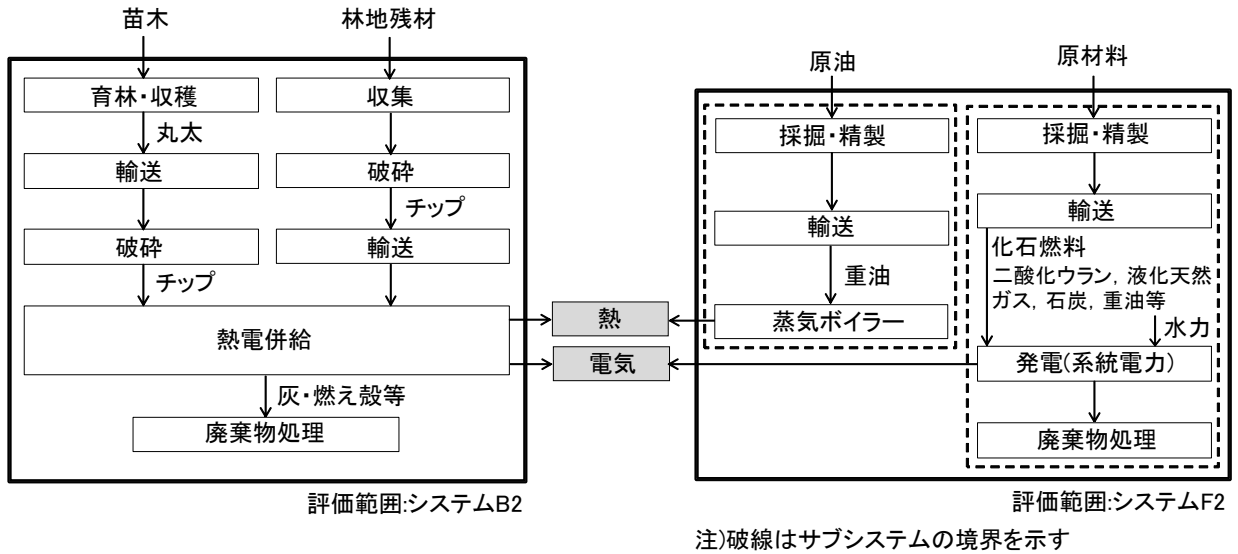 苗木
林地残材
育林・収穫
丸太
輸送
破砕
チップ
収集
破砕
チップ
輸送
熱電併給
灰・燃え殻等
廃棄物処理
評価範囲:システムB2
熱
電気
原油
採掘・精製
輸送
重油
蒸気ボイラー
原材料
採掘・精製
輸送
化石燃料
二酸化ウラン, 液化天然
ガス, 石炭, 重油等
水力
発電(系統電力)
廃棄物処理
評価範囲:システムF2
注)破線はサブシステムの境界を示す